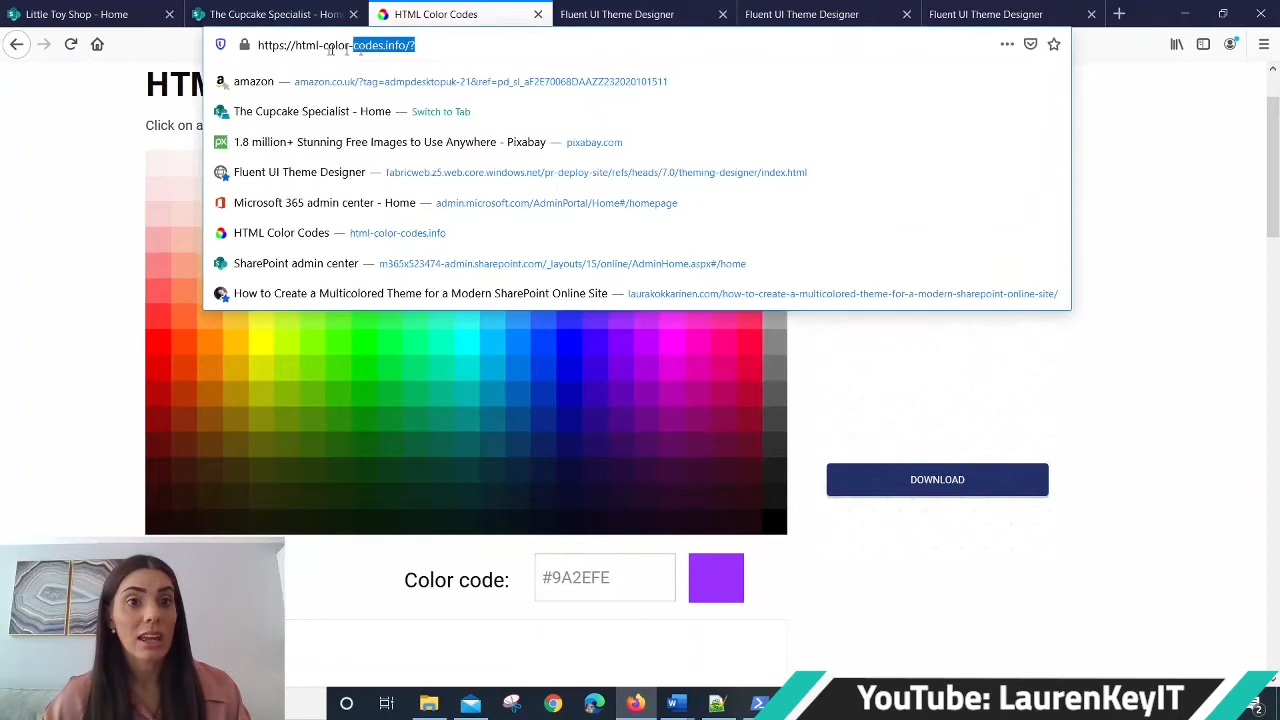 Little Toy Shop - Home
The Cupcake Specialist - Home
HTML Color Codes
Fluent UI Theme Designer
Fluent UI Theme Designer
Fluent UI Theme Designer
https://html-color-codes.info/?
amazon — amazon.co.uk/?tag=admpdesktopuk-21&ref=pd_sl_aF2E70068DAAZZ232020101511
The Cupcake Specialist - Home — Switch to Tab
1.8 million+ Stunning Free Images to Use Anywhere - Pixabay — pixabay.com
Fluent UI Theme Designer — fabricweb.z5.web.core.windows.net/pr-deploy-site/refs/heads/7.0/theming-designer/index.html
Microsoft 365 admin center - Home — admin.microsoft.com/AdminPortal/Home#/homepage
HTML Color Codes — html-color-codes.info
SharePoint admin center — m365x523474-admin.sharepoint.com/_layouts/15/online/AdminHome.aspx#/home
How to Create a Multicolored Theme for a Modern SharePoint Online Site — laurakokkarinen.com/how-to-create-a-multicolored-theme-for-a-modern-sharepoint-online-site/
HTM
Click on a
DOWNLOAD
Color code: #9A2EFE
YouTube: LaurenKeyIT